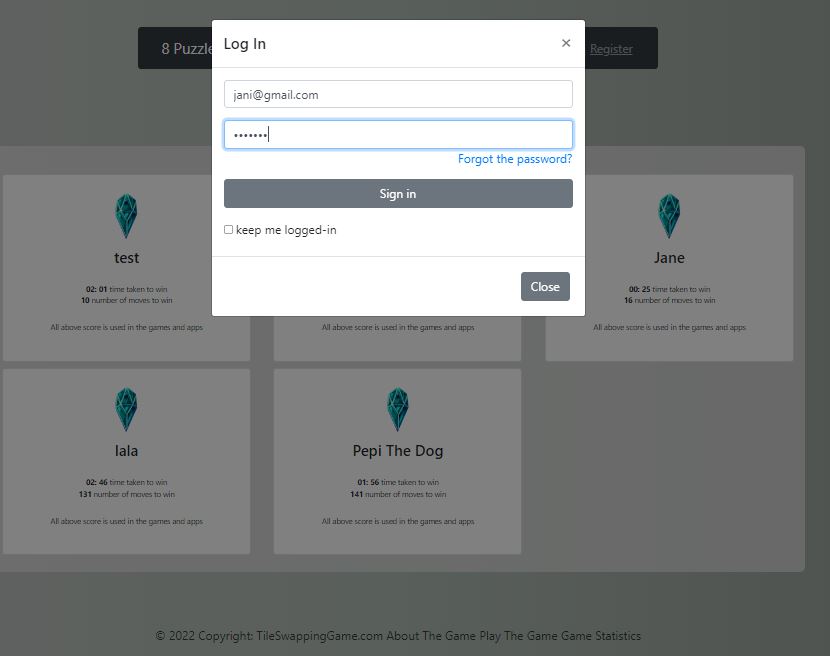 8 Puzzle
Register
Log In
×
jani@gmail.com
•••••••
Forgot the password?
Sign in
keep me logged-in
Close
test
02: 01 time taken to win
10 number of moves to win
All above score is used in the games and apps
All above score is used in the games and apps
Jane
00: 25 time taken to win
16 number of moves to win
All above score is used in the games and apps
lala
02: 46 time taken to win
131 number of moves to win
All above score is used in the games and apps
Pepi The Dog
01: 56 time taken to win
141 number of moves to win
All above score is used in the games and apps
© 2022 Copyright: TileSwappingGame.com About The Game Play The Game Game Statistics